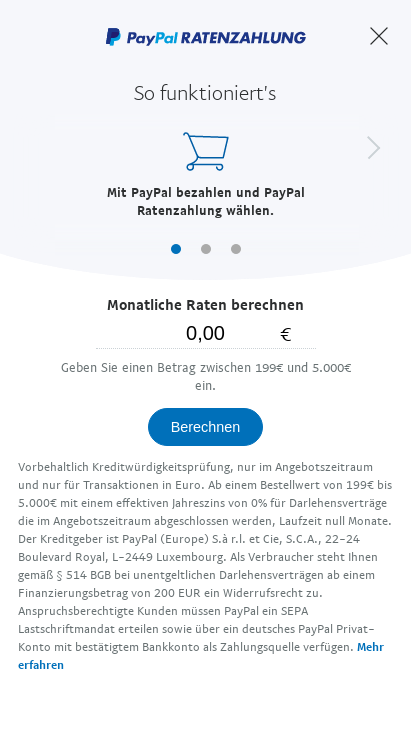 PayPal RATENZAHLUNG
So funktioniert's
Mit PayPal bezahlen und PayPal
Ratenzahlung wählen.
Monatliche Raten berechnen
0,00 €
Geben Sie einen Betrag zwischen 199€ und 5.000€
ein.
Berechnen
Vorbehaltlich Kreditwürdigkeitsprüfung, nur im Angebotszeitraum
und nur für Transaktionen in Euro. Ab einem Bestellwert von 199€ bis
5.000€ mit einem effektiven Jahreszins von 0% für Darlehensverträge
die im Angebotszeitraum abgeschlossen werden, Laufzeit null Monate.
Der Kreditgeber ist PayPal (Europe) S.à r.l. et Cie, S.C.A., 22-24
Boulevard Royal, L-2449 Luxembourg. Als Verbraucher steht Ihnen
gemäß § 514 BGB bei unentgeltlichen Darlehensverträgen ab einem
Finanzierungsbetrag von 200 EUR ein Widerrufsrecht zu.
Anspruchsberechtigte Kunden müssen PayPal ein SEPA
Lastschriftmandat erteilen sowie über ein deutsches PayPal Privat-
Konto mit bestätigtem Bankkonto als Zahlungsquelle verfügen. Mehr
erfahren